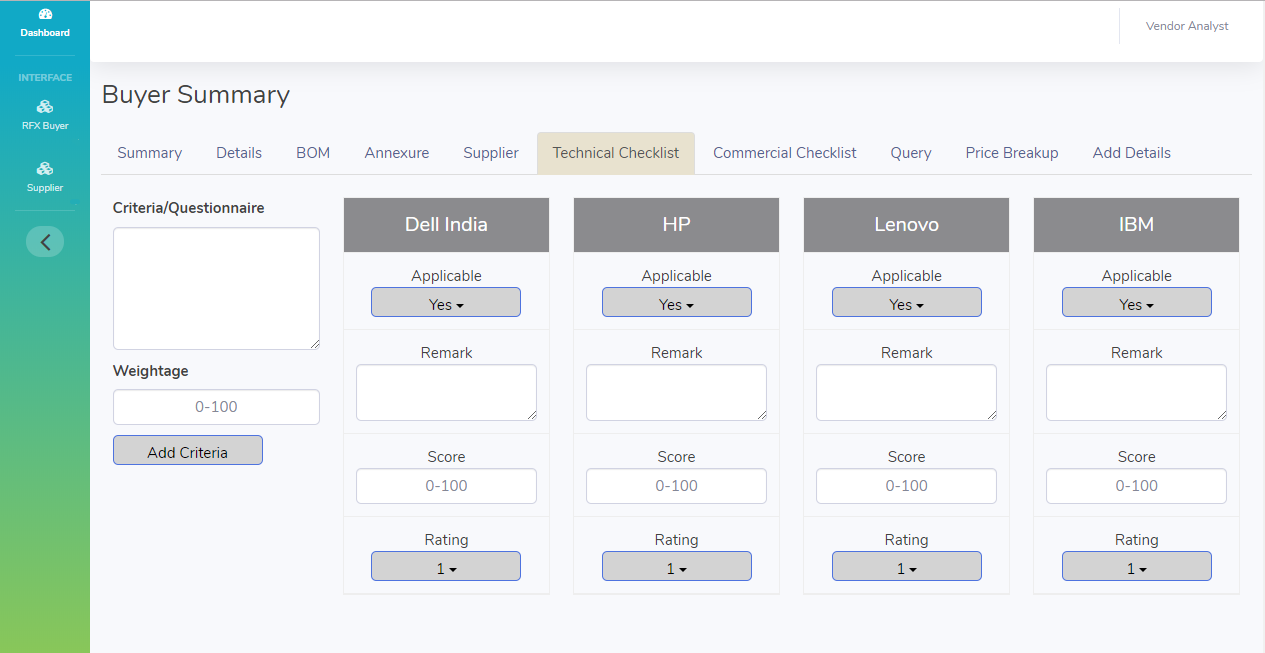 Dashboard
Vendor Analyst
INTERFACE
RFX Buyer
Supplier
Buyer Summary
Summary Details BOM Annexure Supplier Technical Checklist Commercial Checklist Query Price Breakup Add Details
Criteria/Questionnaire
Weightage
0-100
Add Criteria
Dell India
Applicable
Yes
Remark
Score
0-100
Rating
1
HP
Applicable
Yes
Remark
Score
0-100
Rating
1
Lenovo
Applicable
Yes
Remark
Score
0-100
Rating
1
IBM
Applicable
Yes
Remark
Score
0-100
Rating
1